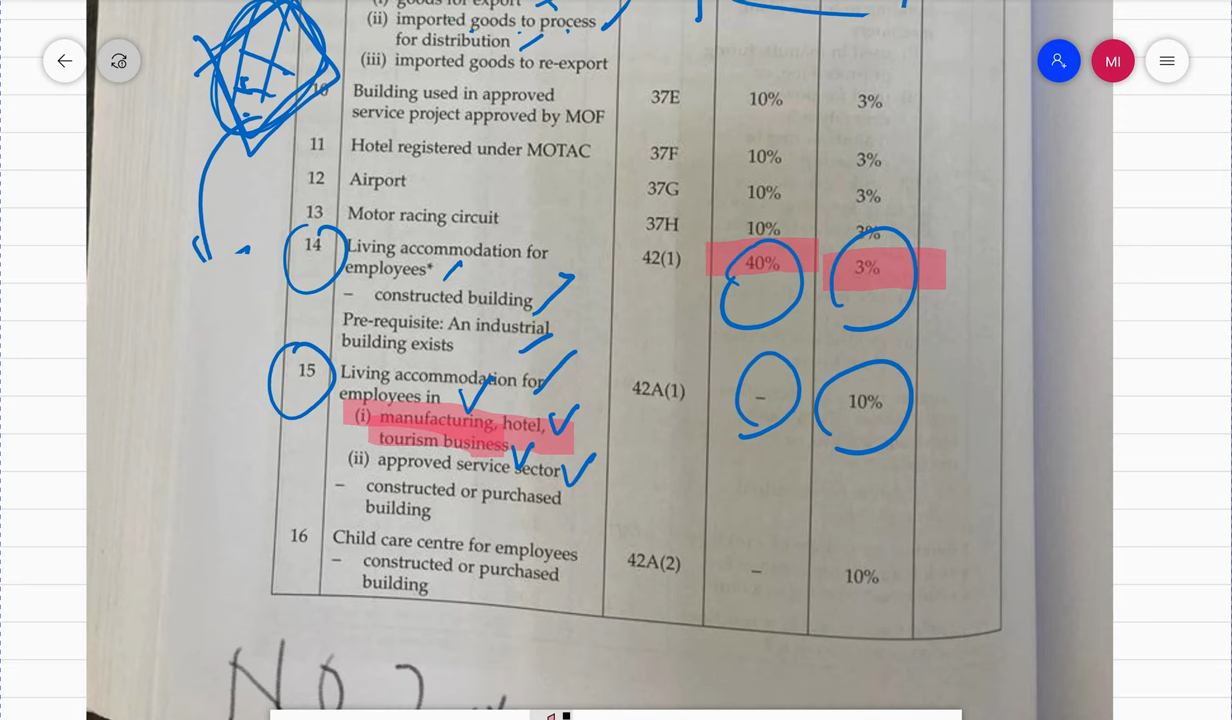 (i) goods for export
(ii) imported goods to process
for distribution
(iii) imported goods to re-export
MI
10 Building used in approved 37E 10% 3%
service project approved by MOF
11 Hotel registered under MOTAC 37F 10% 3%
12 Airport 37G 10% 3%
13 Motor racing circuit 37H 10% 3%
14 Living accommodation for 42(1) 40% 3%
employees*
– constructed building
Pre-requisite: An industrial
building exists
15 Living accommodation for 42A(1) – 10%
employees in
(i) manufacturing, hotel,
tourism business
(ii) approved service sector
– constructed or purchased
building
16 Child care centre for employees 42A(2) – 10%
– constructed or purchased
building